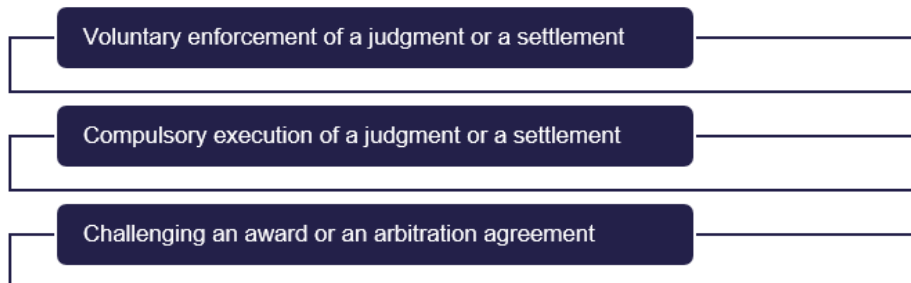 Voluntary enforcement of a judgment or a settlement
Compulsory execution of a judgment or a settlement
Challenging an award or an arbitration agreement